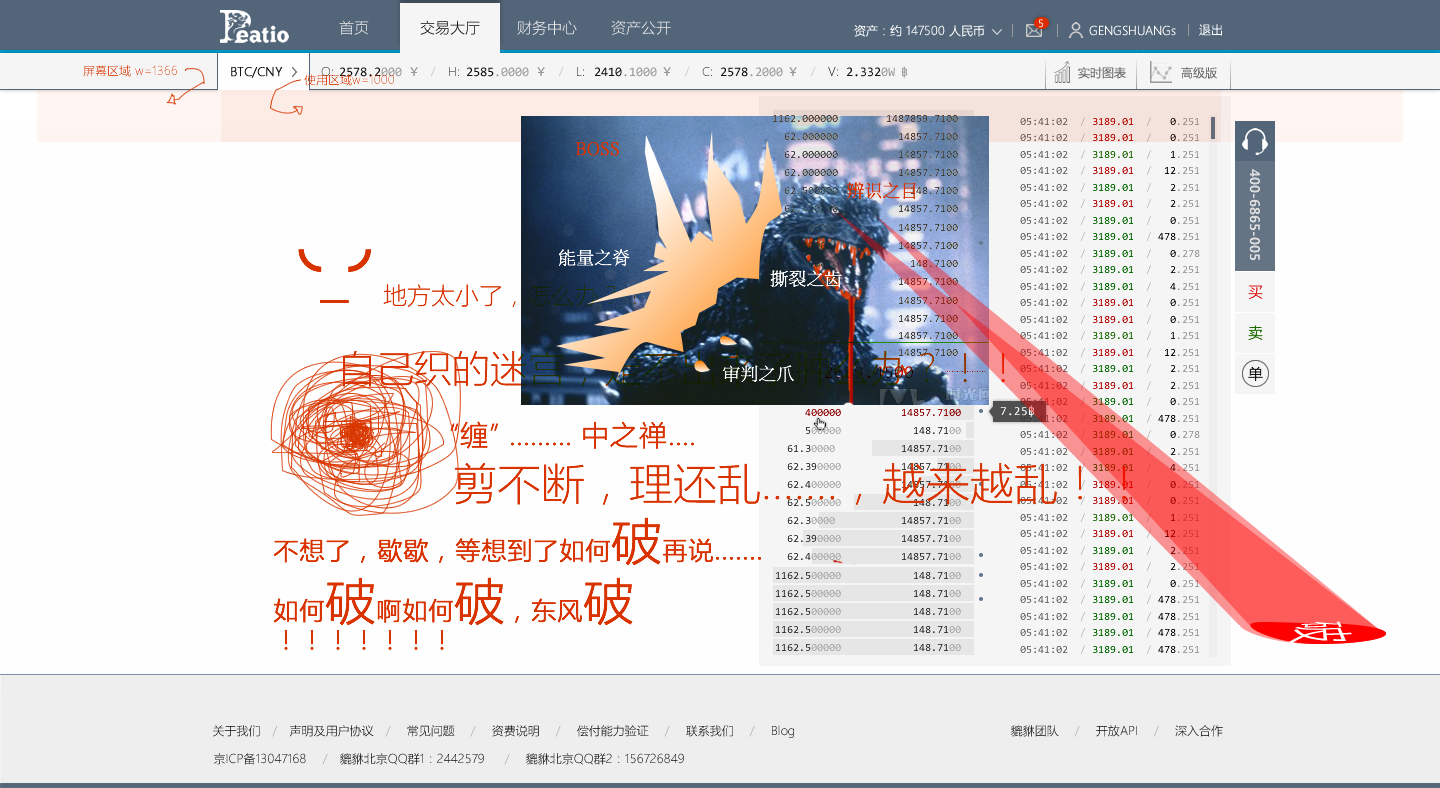 Peatio
首页
交易大厅
财务中心
资产公开
资产：约 147500 人民币
5
GENGSHUANGs
退出
屏幕区域 w=1366
BTC/CNY
O: 2578.2000 ¥ / H: 2585.0000 ¥ / L: 2410.1000 ¥ / C: 2578.2000 ¥ / V: 2.3320W ฿
使用区域w=1000
实时图表
高级版
BOSS
辨识之目
能量之脊
撕裂之齿
审判之爪
时光网
地方太小了，怎么办？！
“缠”……… 中之禅….
剪不断，理还乱…….，越来越乱！！
不想了，歇歇，等想到了如何破再说…….
如何破啊如何破，东风破
！！！！！！！
1162.000000 1487859.7100
62.000000 14857.7100
62.000000 14857.7100
62.000000 14857.7100
62.500000 148.7100
14857.7100
14857.7100
14857.7100
148.7100
14857.7100
14857.7100
14857.7100
14857.7100
14857.7100
400000 14857.7100
500000 148.7100
61.30000 14857.7100
62.390000 14857.7100
62.400000 14857.7100
62.500000 148.7100
62.30000 14857.7100
62.390000 14857.7100
62.400000 14857.7100
1162.500000 148.7100
1162.500000 148.7100
1162.500000 148.7100
1162.500000 148.7100
1162.500000 148.7100
7.25฿
05:41:02 / 3189.01 / 0.251
05:41:02 / 3189.01 / 0.251
05:41:02 / 3189.01 / 1.251
05:41:02 / 3189.01 / 12.251
05:41:02 / 3189.01 / 2.251
05:41:02 / 3189.01 / 2.251
05:41:02 / 3189.01 / 0.251
05:41:02 / 3189.01 / 478.251
05:41:02 / 3189.01 / 0.278
05:41:02 / 3189.01 / 2.251
05:41:02 / 3189.01 / 4.251
05:41:02 / 3189.01 / 0.251
05:41:02 / 3189.01 / 0.251
05:41:02 / 3189.01 / 1.251
05:41:02 / 3189.01 / 12.251
05:41:02 / 3189.01 / 2.251
05:41:02 / 3189.01 / 2.251
05:41:02 / 3189.01 / 0.251
05:41:02 / 3189.01 / 478.251
05:41:02 / 3189.01 / 0.278
05:41:02 / 3189.01 / 2.251
05:41:02 / 3189.01 / 4.251
05:41:02 / 3189.01 / 0.251
05:41:02 / 3189.01 / 0.251
05:41:02 / 3189.01 / 1.251
05:41:02 / 3189.01 / 12.251
05:41:02 / 3189.01 / 2.251
05:41:02 / 3189.01 / 2.251
05:41:02 / 3189.01 / 0.251
05:41:02 / 3189.01 / 478.251
05:41:02 / 3189.01 / 478.251
05:41:02 / 3189.01 / 478.251
05:41:02 / 3189.01 / 478.251
400-6865-005
买
卖
单
破
关于我们 / 声明及用户协议 / 常见问题 / 资费说明 / 偿付能力验证 / 联系我们 / Blog
貔貅团队 / 开放API / 深入合作
京ICP备13047168 / 貔貅北京QQ群1：2442579 / 貔貅北京QQ群2：156726849